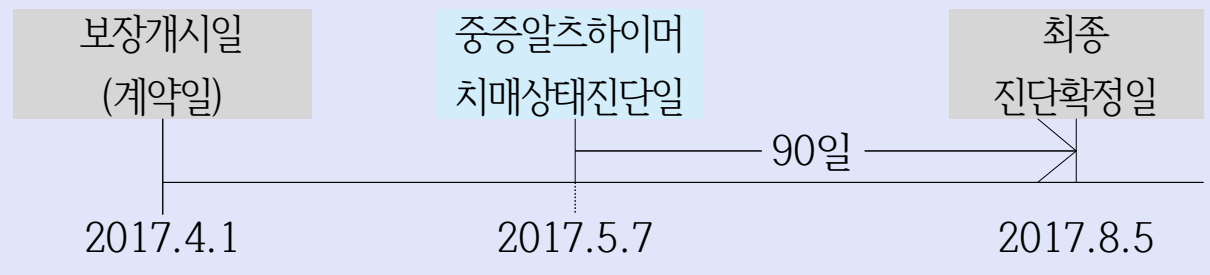 보장개시일
(계약일)
중증알츠하이머
치매상태진단일
최종
진단확정일
90일
2017.4.1
2017.5.7
2017.8.5